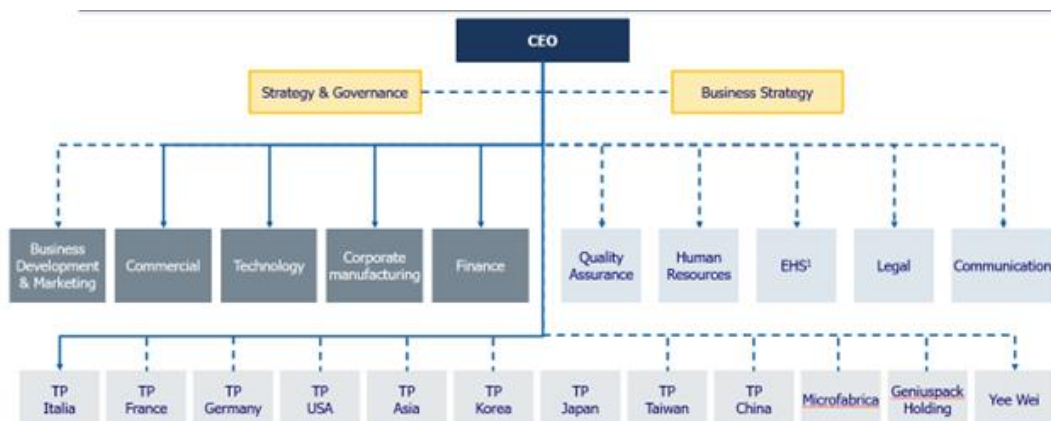 CEO
Strategy & Governance
Business Strategy
Business
Development
& Marketing
Commercial
Technology
Corporate
manufacturing
Finance
Quality
Assurance
Human
Resources
EHS¹
Legal
Communication
TP
Italia
TP
France
TP
Germany
TP
USA
TP
Asia
TP
Korea
TP
Japan
TP
Taiwan
TP
China
Microfabrica
Geniuspack
Holding
Yee Wei